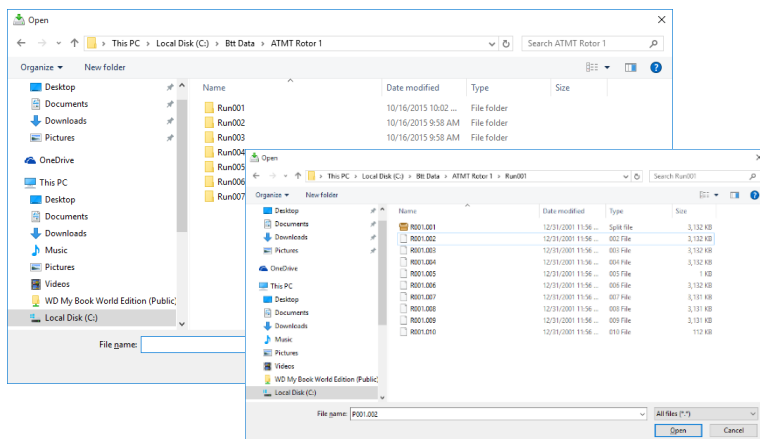 Open
This PC > Local Disk (C:) > Btt Data > ATMT Rotor 1
Search ATMT Rotor 1
Organize
New folder
Desktop
Documents
Downloads
Pictures
OneDrive
This PC
Desktop
Documents
Downloads
Music
Pictures
Videos
WD My Book World Edition (Public)
Local Disk (C:)
Name Date modified Type Size
Run001 10/16/2015 10:02 ... File folder
Run002 10/16/2015 9:58 AM File folder
Run003 10/16/2015 9:58 AM File folder
Run004
Run005
Run006
Run007
File name:
Open
This PC > Local Disk (C:) > Btt Data > ATMT Rotor 1 > Run001
Search Run001
Organize
New folder
Desktop
Documents
Downloads
Pictures
OneDrive
This PC
Desktop
Documents
Downloads
Music
Pictures
Videos
WD My Book World Edition (Public)
Local Disk (C:)
Name Date modified Type Size
R001.001 12/31/2001 11:56 ... Split file 3,132 KB
R001.002 12/31/2001 11:56 ... 002 File 3,132 KB
R001.003 12/31/2001 11:56 ... 003 File 3,132 KB
R001.004 12/31/2001 11:56 ... 004 File 3,132 KB
R001.005 12/31/2001 11:56 ... 005 File 1 KB
R001.006 12/31/2001 11:56 ... 006 File 3,132 KB
R001.007 12/31/2001 11:56 ... 007 File 3,131 KB
R001.008 12/31/2001 11:56 ... 008 File 3,131 KB
R001.009 12/31/2001 11:56 ... 009 File 3,131 KB
R001.010 12/31/2001 11:56 ... 010 File 112 KB
File name: P001.002
All files (*.*)
Open Cancel